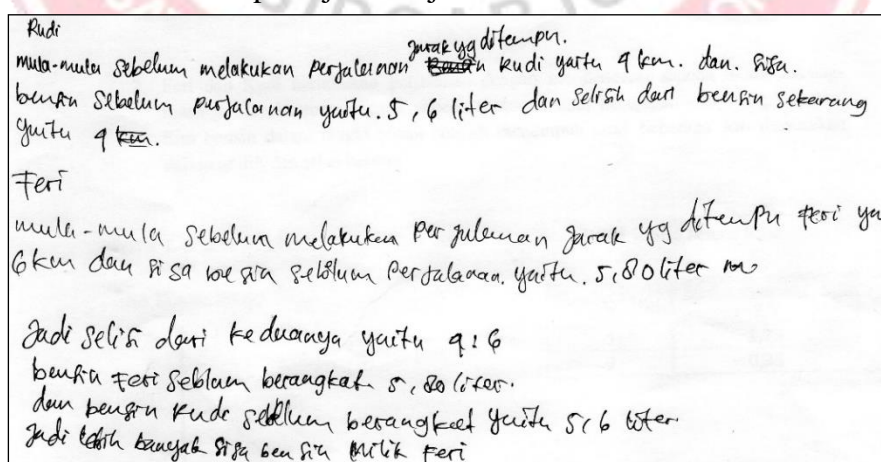 Rudi
mula-mula sebelum melakukan perjalanan jarak yg ditempu. Rudi yaitu 9 km. dan. sisa.
bensin sebelum perjalanan yaitu. 5,6 liter dan selisih dari bensin sekarang
yaitu 9 km.
Feri
mula-mula sebelum melakukan perjalanan jarak yg ditempu Feri ya
6 km dan sisa sebelum perjalanan. yaitu. 5,80 liter
Jadi selisi dari keduanya yaitu 9:6
bensin Feri seblum berangkat 5,80 liter.
dan bensin Rudi sebelum berangkat yaitu 5,6 liter
Jadi lebih banyak sisa bensin milik Feri